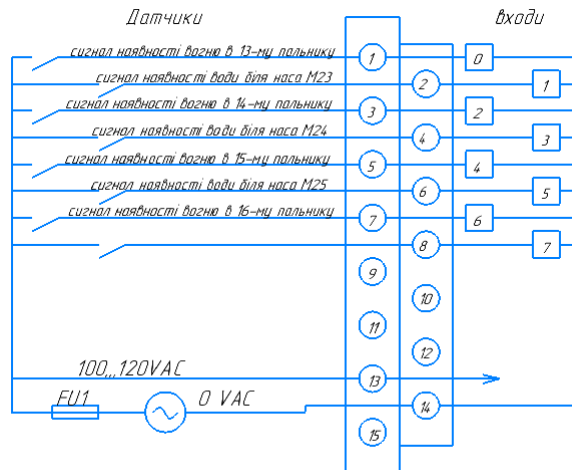 Датчики
входи
сигнал наявності вогню в 13-му пальнику
1
0
сигнал наявності води біля наса М23
2
1
сигнал наявності вогню в 14-му пальнику
3
2
сигнал наявності води біля наса М24
4
3
сигнал наявності вогню в 15-му пальнику
5
4
сигнал наявності води біля наса М25
6
5
сигнал наявності вогню в 16-му пальнику
7
6
8
7
9
10
11
12
100...120VAC
13
FU1
0 VAC
14
15